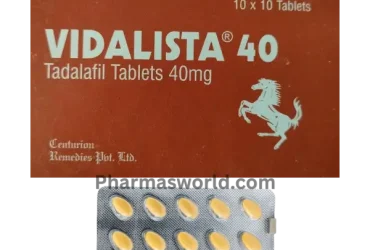 10 x 10 Tablets
VIDALISTA® 40
Tadalafil Tablets 40mg
Centurion
Remedies Pvt. Ltd.
Pharmasworld.com